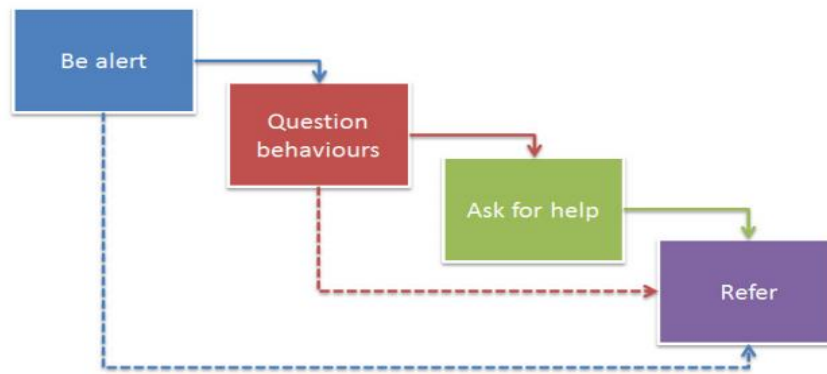 Be alert
Question
behaviours
Ask for help
Refer